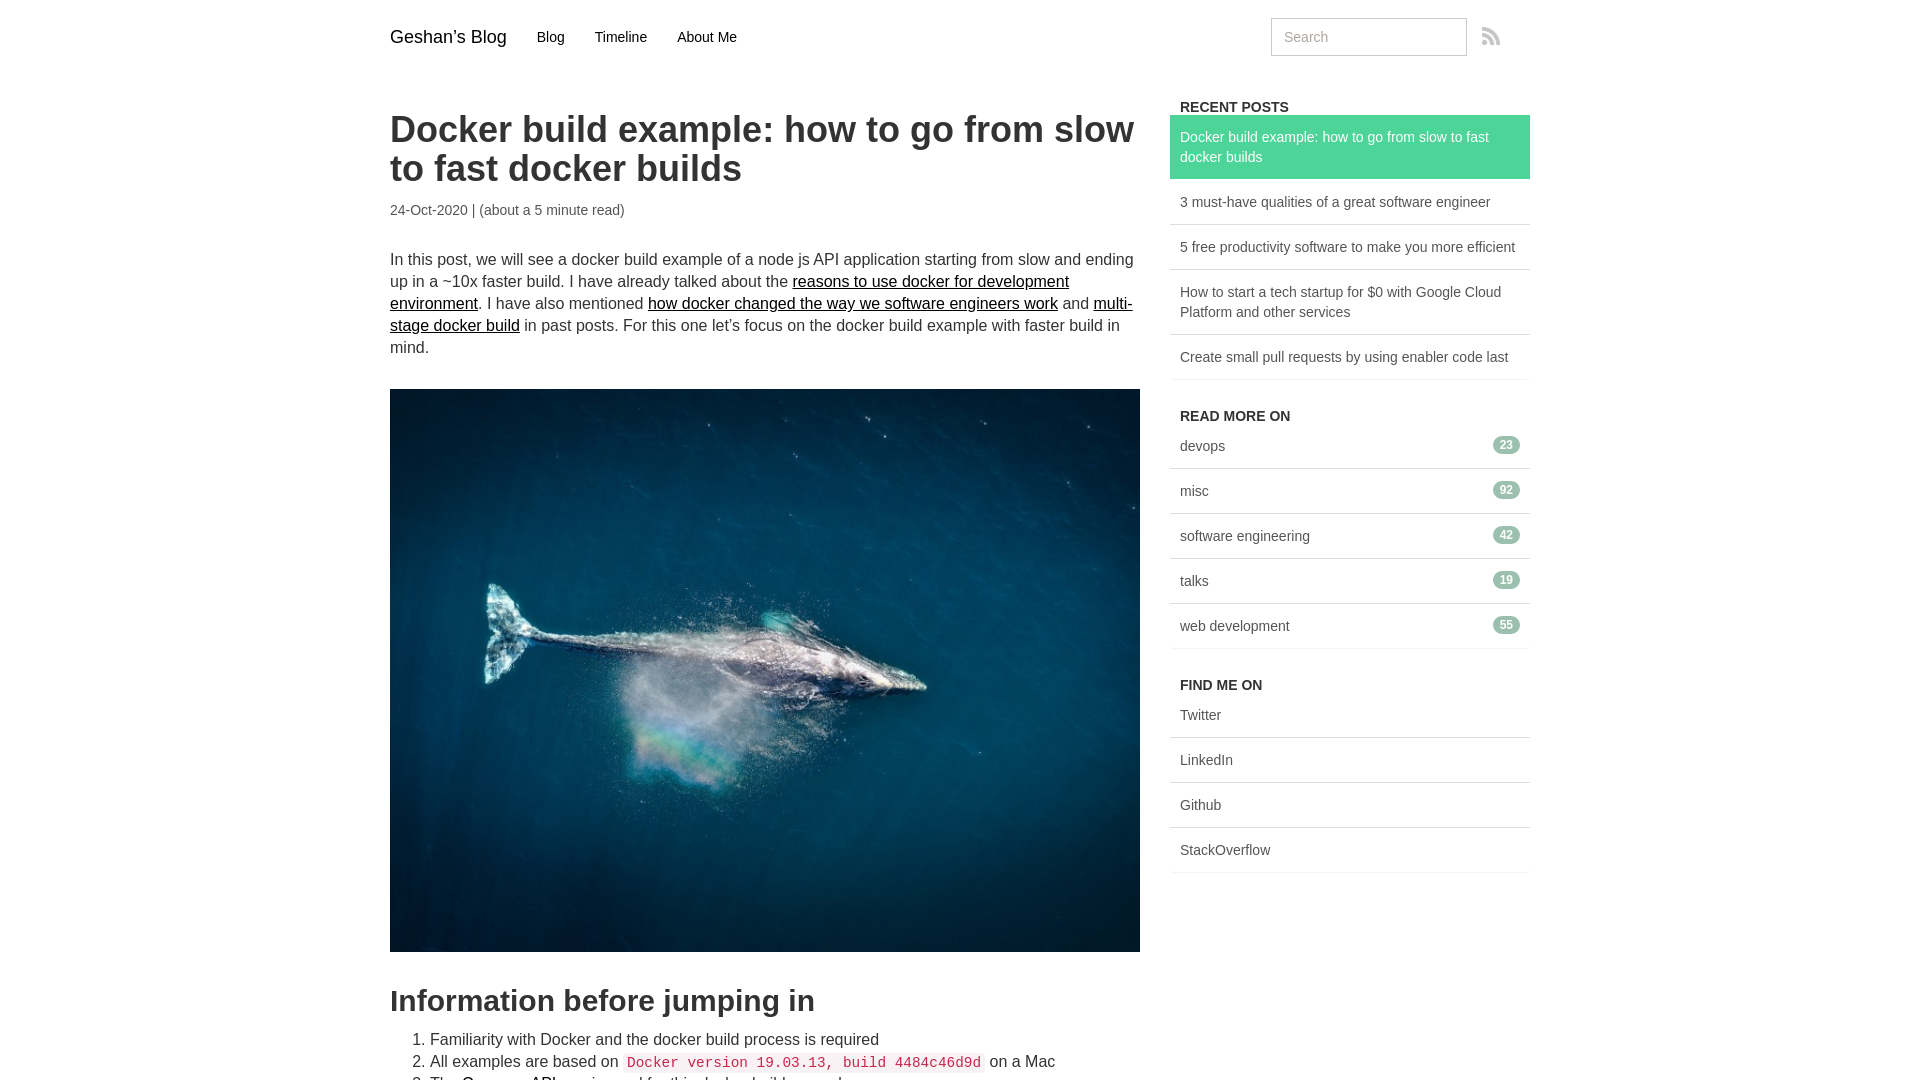 Geshan’s Blog Blog Timeline About Me Search
Docker build example: how to go from slow
to fast docker builds
24-Oct-2020 | (about a 5 minute read)
In this post, we will see a docker build example of a node js API application starting from slow and ending
up in a ~10x faster build. I have already talked about the reasons to use docker for development
environment. I have also mentioned how docker changed the way we software engineers work and multi-
stage docker build in past posts. For this one let’s focus on the docker build example with faster build in
mind.
Information before jumping in
1. Familiarity with Docker and the docker build process is required
2. All examples are based on Docker version 19.03.13, build 4484c46d9d on a Mac
RECENT POSTS
Docker build example: how to go from slow to fast
docker builds
3 must-have qualities of a great software engineer
5 free productivity software to make you more efficient
How to start a tech startup for $0 with Google Cloud
Platform and other services
Create small pull requests by using enabler code last
READ MORE ON
devops 23
misc 92
software engineering 42
talks 19
web development 55
FIND ME ON
Twitter
LinkedIn
Github
StackOverflow